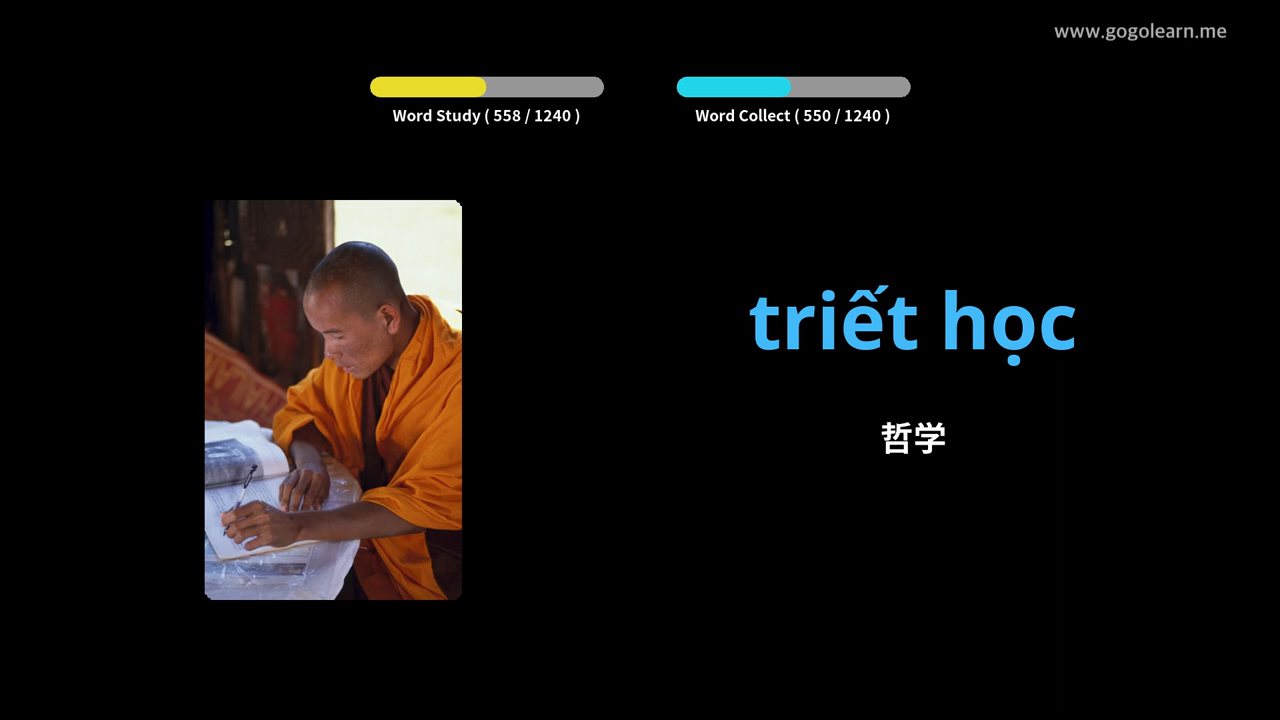 www.gogolearn.me
Word Study ( 558 / 1240 )
Word Collect ( 550 / 1240 )
triết học
哲学